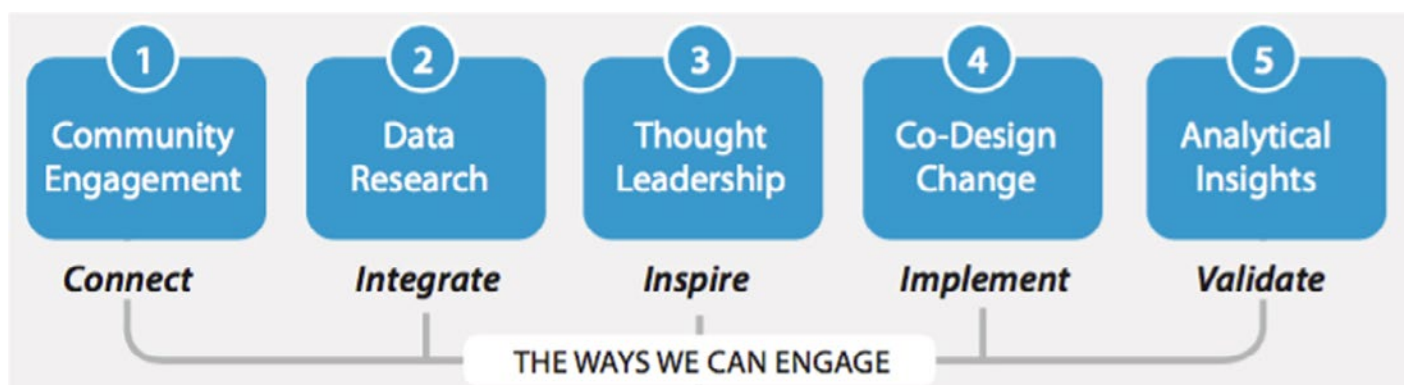 1
Community
Engagement
Connect
2
Data
Research
Integrate
3
Thought
Leadership
Inspire
4
Co-Design
Change
Implement
5
Analytical
Insights
Validate
THE WAYS WE CAN ENGAGE